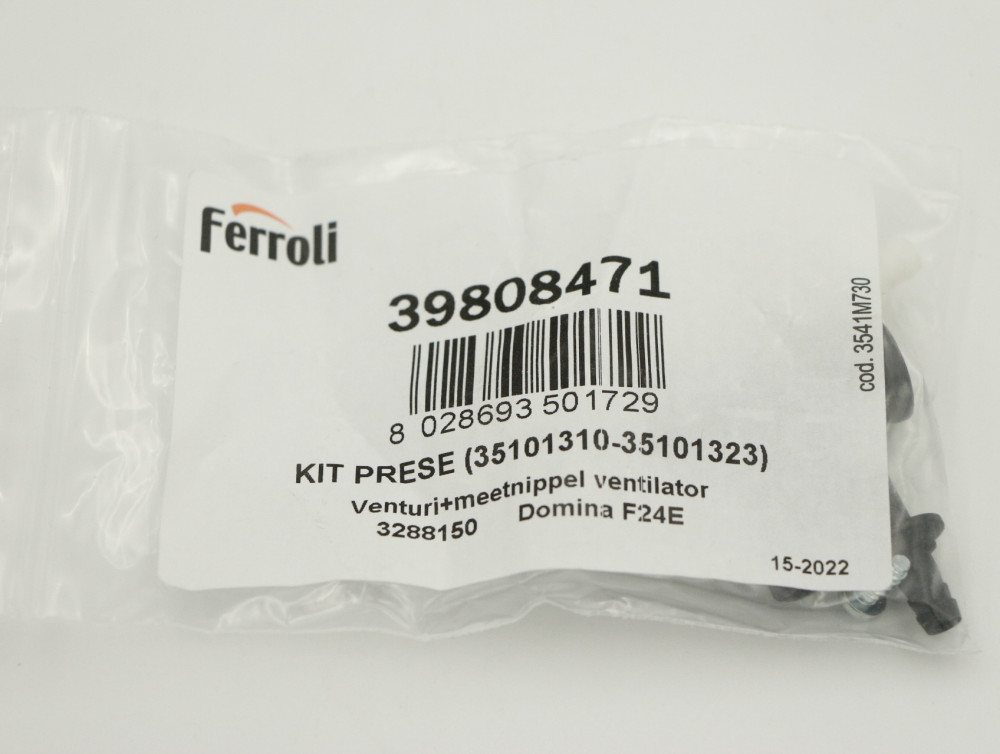 Ferroli
39808471
8 028693 501729
KIT PRESE (35101310-35101323)
Venturi+meetnippel ventilator
3288150 Domina F24E
15-2022
cod. 3541M730